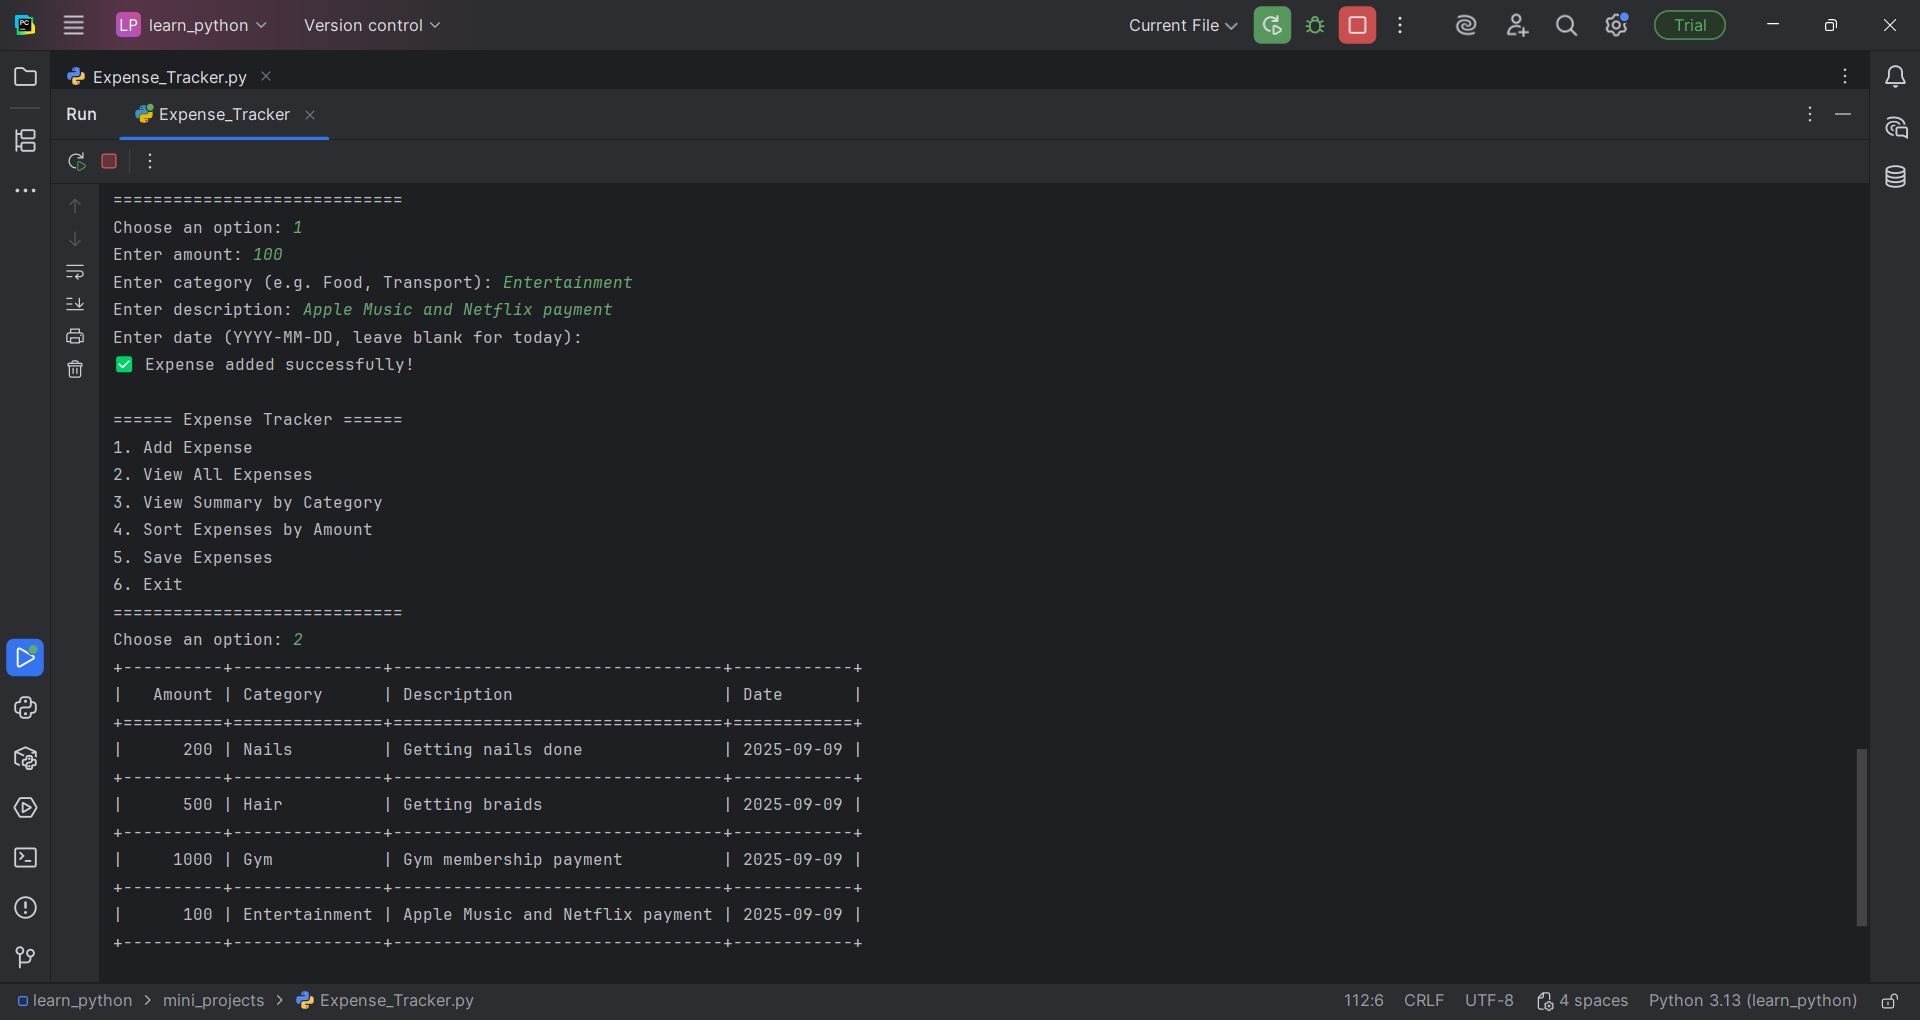 PC LP learn_python Version control Current File Trial
Expense_Tracker.py
Run Expense_Tracker
=============================
Choose an option: 1
Enter amount: 100
Enter category (e.g. Food, Transport): Entertainment
Enter description: Apple Music and Netflix payment
Enter date (YYYY-MM-DD, leave blank for today):
✅ Expense added successfully!
====== Expense Tracker ======
1. Add Expense
2. View All Expenses
3. View Summary by Category
4. Sort Expenses by Amount
5. Save Expenses
6. Exit
=============================
Choose an option: 2
+----------+---------------+---------------------------------+------------+
|   Amount | Category      | Description                     | Date       |
+==========+===============+=================================+============+
|      200 | Nails         | Getting nails done              | 2025-09-09 |
+----------+---------------+---------------------------------+------------+
|      500 | Hair          | Getting braids                  | 2025-09-09 |
+----------+---------------+---------------------------------+------------+
|     1000 | Gym           | Gym membership payment          | 2025-09-09 |
+----------+---------------+---------------------------------+------------+
|      100 | Entertainment | Apple Music and Netflix payment | 2025-09-09 |
+----------+---------------+---------------------------------+------------+
learn_python > mini_projects > Expense_Tracker.py 112:6 CRLF UTF-8 4 spaces Python 3.13 (learn_python)